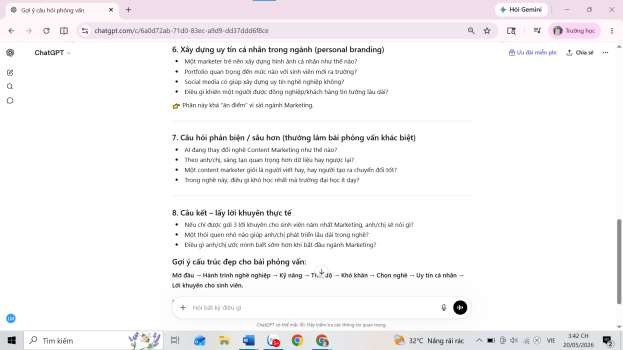 Gợi ý câu hỏi phỏng vấn
Hỏi Gemini
chatgpt.com/c/6a0d72ab-71d0-83ec-a9d9-dd37ddd6f8ce
Trường học
ChatGPT
Ưu đãi miễn phí
Chia sẻ
6. Xây dựng uy tín cá nhân trong ngành (personal branding)
Một marketer trẻ nên xây dựng hình ảnh cá nhân như thế nào?
Portfolio quan trọng đến mức nào với sinh viên mới ra trường?
Social media có giúp xây dựng uy tín nghề nghiệp không?
Điều gì khiến một người được đồng nghiệp/khách hàng tin tưởng lâu dài?
👉 Phần này khá "ăn điểm" vì sát ngành Marketing.
7. Câu hỏi phản biện / sâu hơn (thường làm bài phỏng vấn khác biệt)
AI đang thay đổi nghề Content Marketing như thế nào?
Theo anh/chị, sáng tạo quan trọng hơn dữ liệu hay ngược lại?
Một content marketer giỏi là người viết hay, hay người tạo ra chuyển đổi tốt?
Trong nghề này, điều gì khó học nhất mà trường đại học ít dạy?
8. Câu kết – lấy lời khuyên thực tế
Nếu chỉ được gửi 3 lời khuyên cho sinh viên năm nhất Marketing, anh/chị sẽ nói gì?
Một thói quen nhỏ nào giúp anh/chị phát triển lâu dài trong nghề?
Điều gì anh/chị ước mình biết sớm hơn khi bắt đầu ngành Marketing?
Gợi ý cấu trúc đẹp cho bài phỏng vấn:
Mở đầu → Hành trình nghề nghiệp → Kỹ năng → độ → Khó khăn → Chọn nghề → Uy tín cá nhân →
Lời khuyên cho sinh viên.
Hỏi bất kỳ điều gì
ChatGPT có thể mắc lỗi. Hãy kiểm tra các thông tin quan trọng.
Tìm kiếm
32°C Nắng rải rác
VIE
3:42 CH
20/05/2026